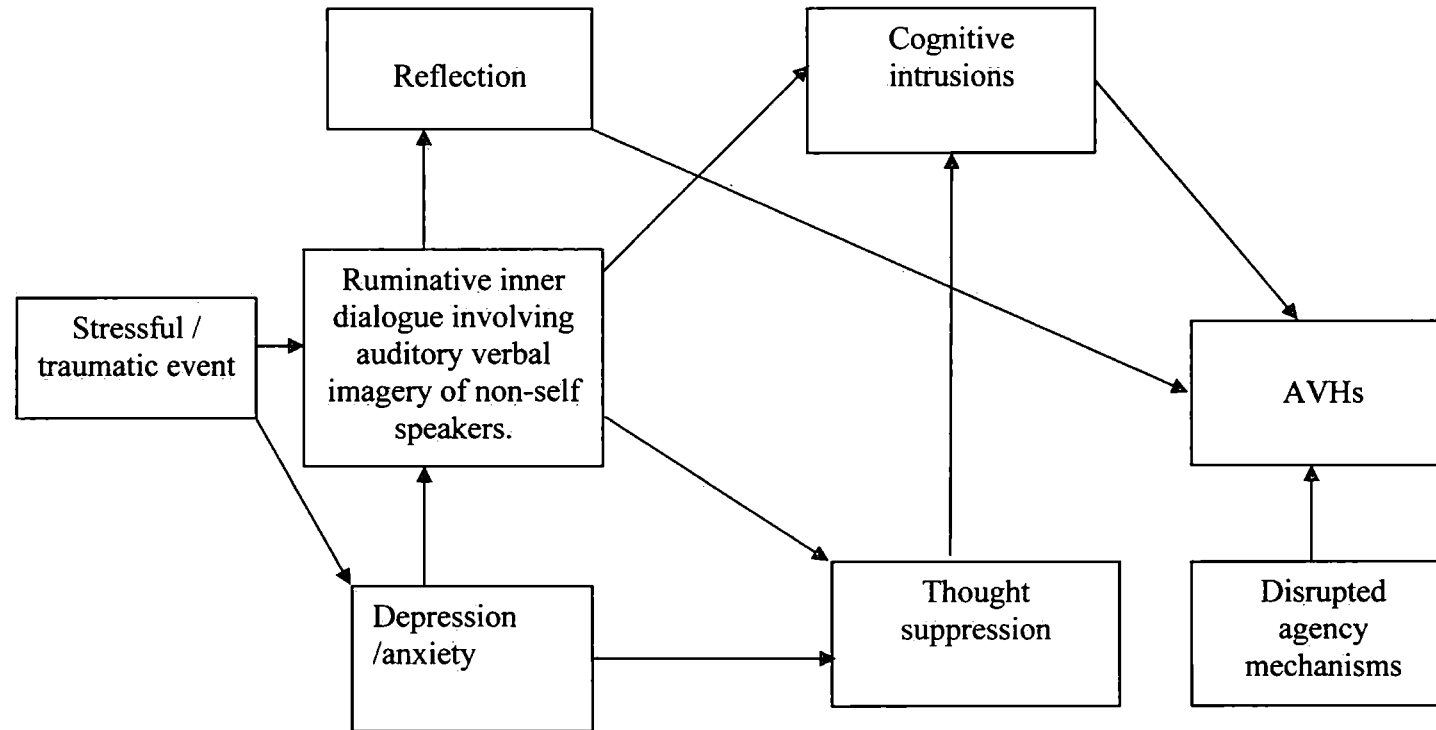 Reflection
Cognitive
intrusions
Stressful /
traumatic event
Ruminative inner
dialogue involving
auditory verbal
imagery of non-self
speakers.
AVHs
Depression
/anxiety
Thought
suppression
Disrupted
agency
mechanisms